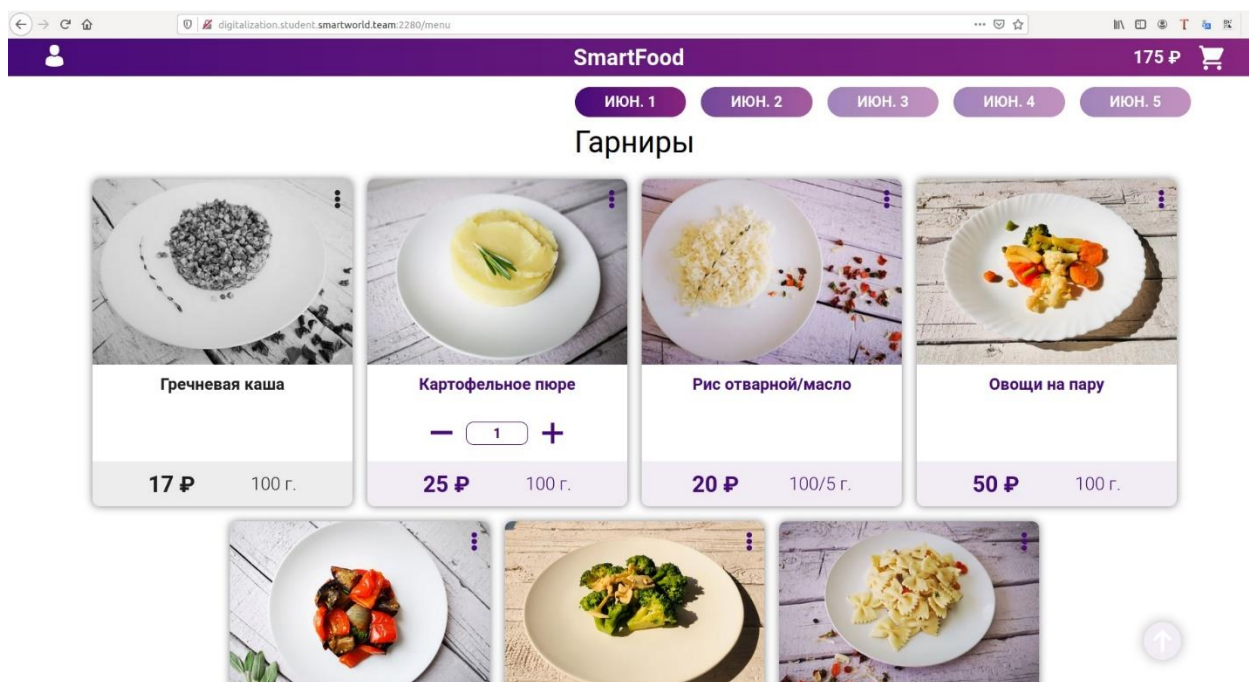 digitalization.student.smartworld.team:2280/menu
SmartFood
175 ₽
ИЮН. 1
ИЮН. 2
ИЮН. 3
ИЮН. 4
ИЮН. 5
Гарниры
Гречневая каша
Картофельное пюре
Рис отварной/масло
Овощи на пару
1
17 ₽ 100 г.
25 ₽ 100 г.
20 ₽ 100/5 г.
50 ₽ 100 г.